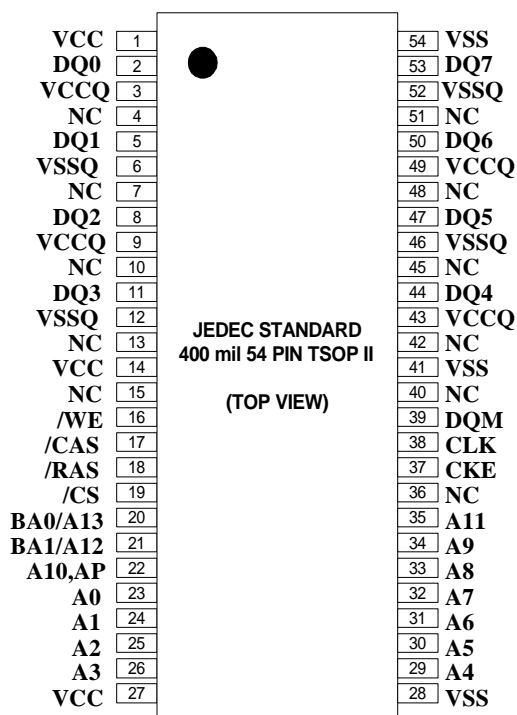 VCC 1 54 VSS
DQ0 2 53 DQ7
VCCQ 3 52 VSSQ
NC 4 51 NC
DQ1 5 50 DQ6
VSSQ 6 49 VCCQ
NC 7 48 NC
DQ2 8 47 DQ5
VCCQ 9 46 VSSQ
NC 10 45 NC
DQ3 11 44 DQ4
VSSQ 12 43 VCCQ
NC 13 42 NC
VCC 14 41 VSS
NC 15 40 NC
/WE 16 39 DQM
/CAS 17 38 CLK
/RAS 18 37 CKE
/CS 19 36 NC
BA0/A13 20 35 A11
BA1/A12 21 34 A9
A10,AP 22 33 A8
A0 23 32 A7
A1 24 31 A6
A2 25 30 A5
A3 26 29 A4
VCC 27 28 VSS
JEDEC STANDARD
400 mil 54 PIN TSOP II
(TOP VIEW)